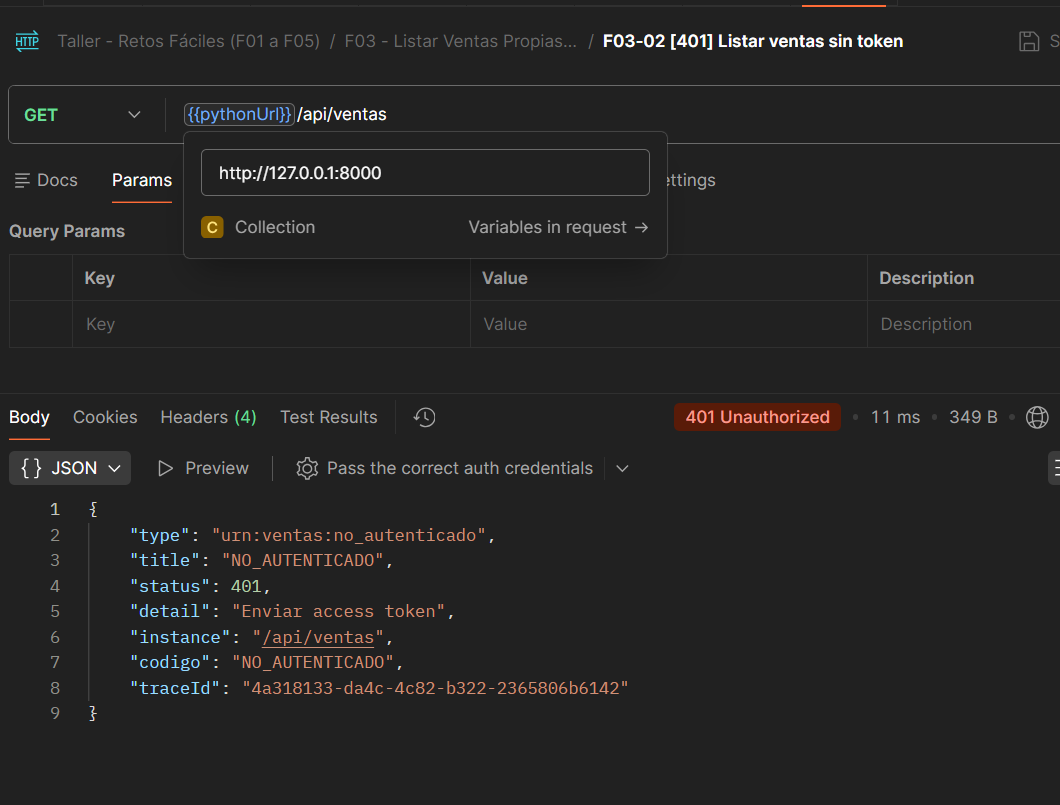 HTTP Taller - Retos Fáciles (F01 a F05) / F03 - Listar Ventas Propias... / F03-02 [401] Listar ventas sin token S
GET {{pythonUrl}}/api/ventas
http://127.0.0.1:8000
Docs Params ettings
C Collection Variables in request →
Query Params
Key Value Description
Key Value Description
Body Cookies Headers (4) Test Results 401 Unauthorized • 11 ms • 349 B •
{} JSON Preview Pass the correct auth credentials
1 {
2 "type": "urn:ventas:no_autenticado",
3 "title": "NO_AUTENTICADO",
4 "status": 401,
5 "detail": "Enviar access token",
6 "instance": "/api/ventas",
7 "codigo": "NO_AUTENTICADO",
8 "traceId": "4a318133-da4c-4c82-b322-2365806b6142"
9 }